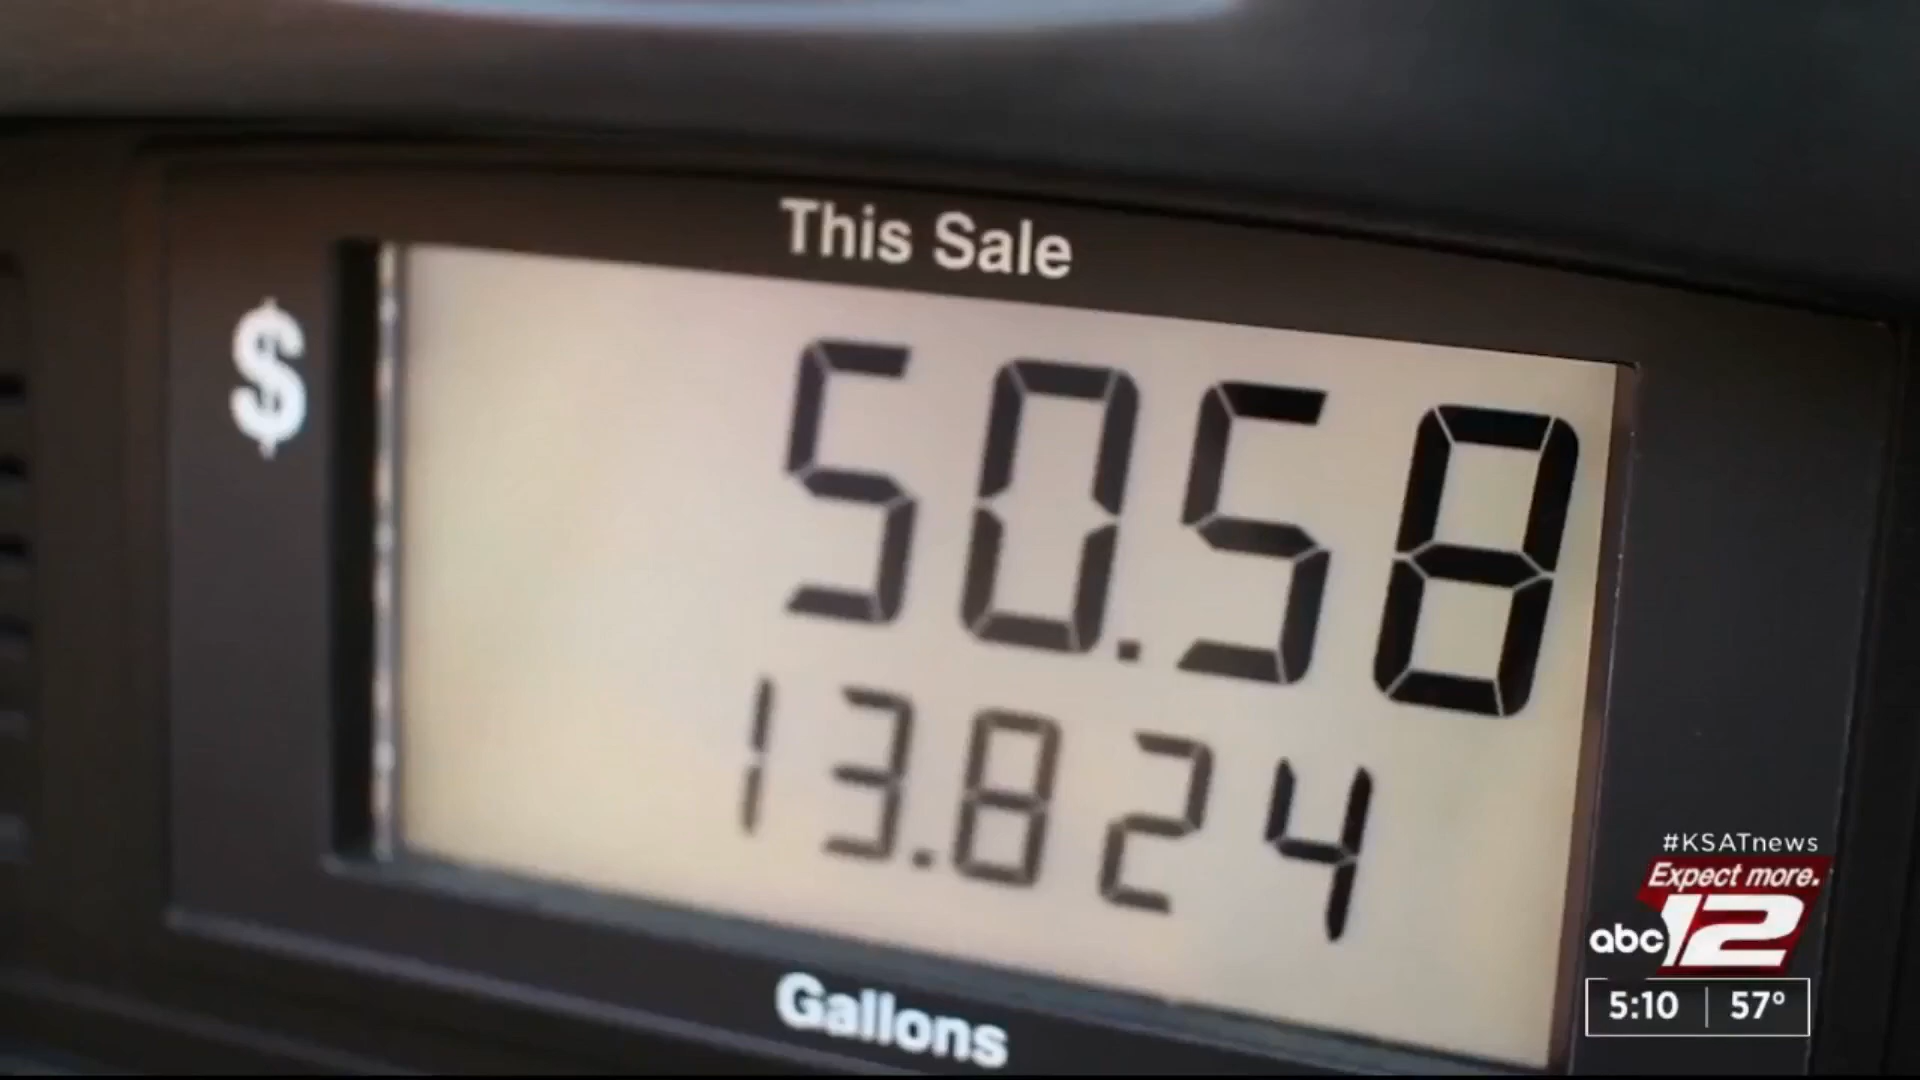 This Sale
$
50.58
13.824
Gallons
#KSATnews
Expect more.
abc 12
5:10 57°